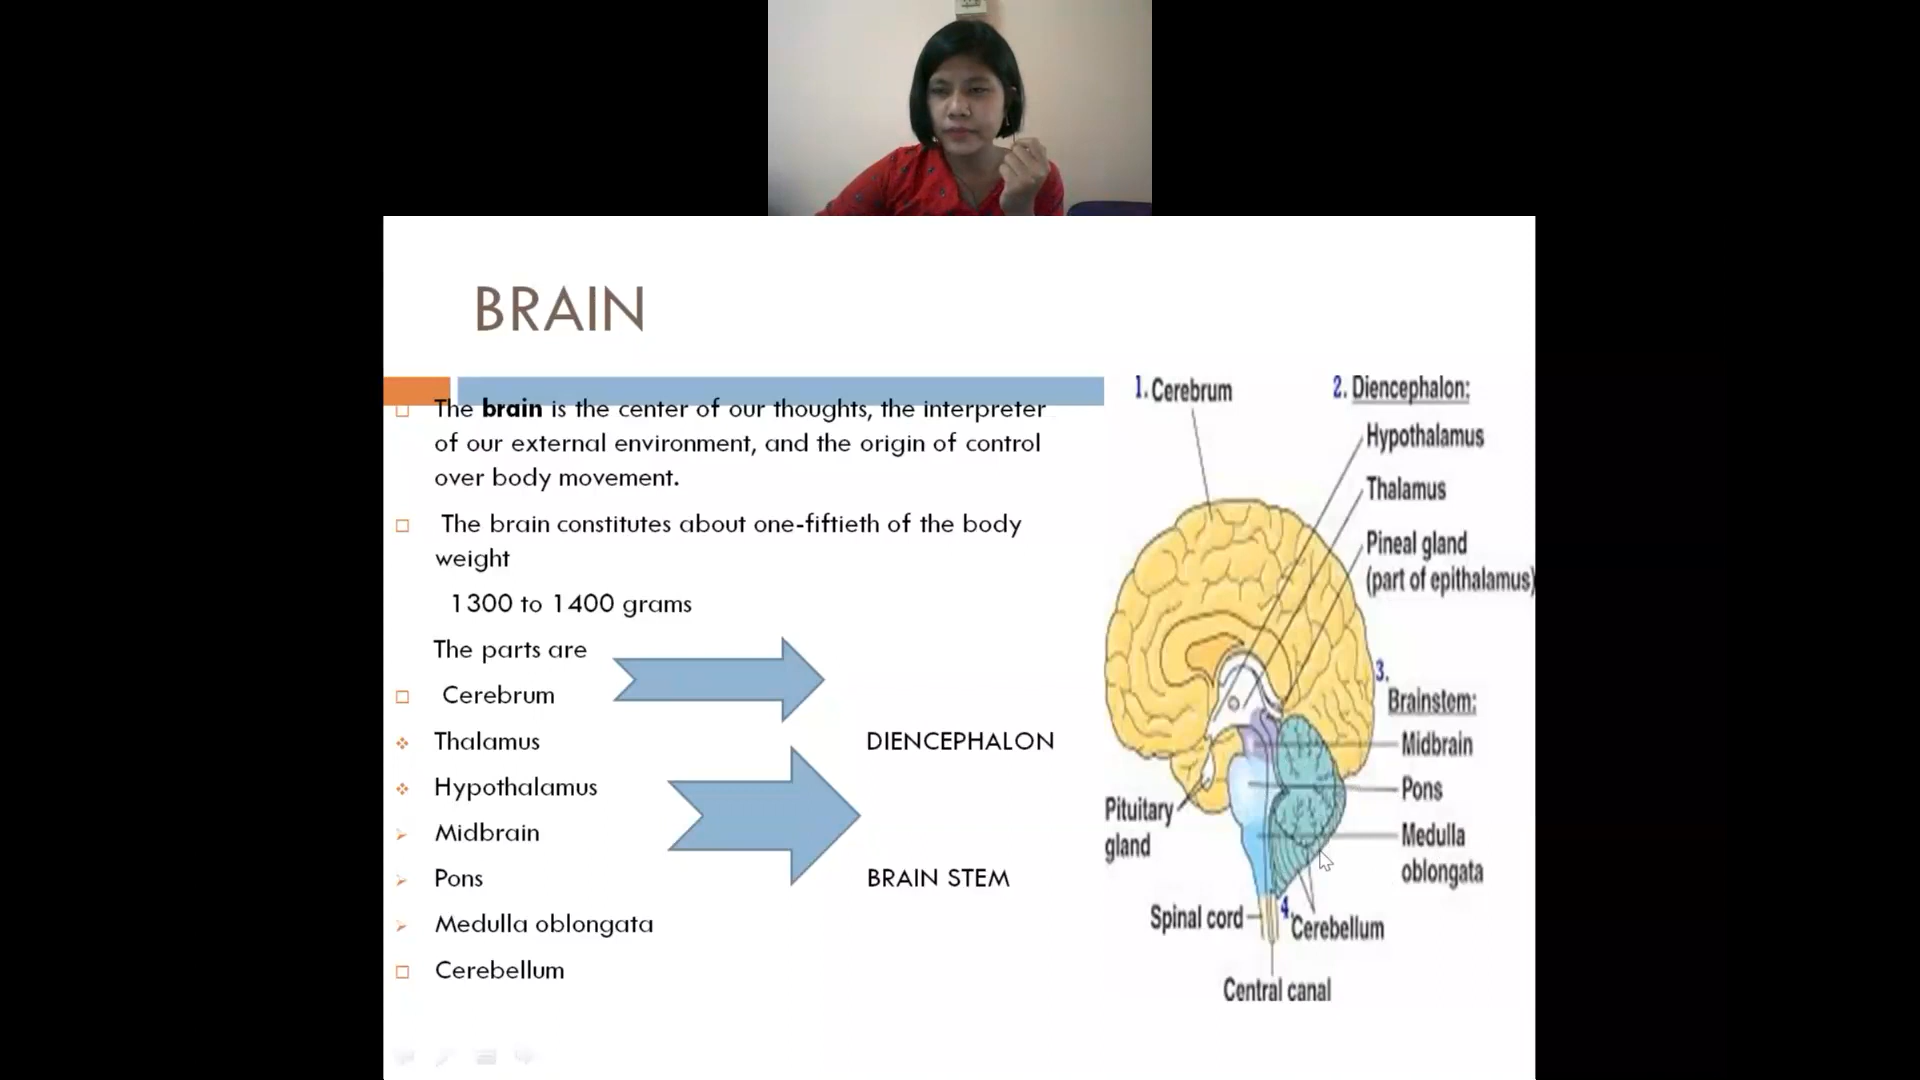 BRAIN
The brain is the center of our thoughts, the interpreter
of our external environment, and the origin of control
over body movement.
The brain constitutes about one-fiftieth of the body
weight
1300 to 1400 grams
The parts are
Cerebrum
Thalamus
DIENCEPHALON
Hypothalamus
Midbrain
Pons
BRAIN STEM
Medulla oblongata
Cerebellum
1. Cerebrum
2. Diencephalon:
Hypothalamus
Thalamus
Pineal gland
(part of epithalamus)
3.
Brainstem:
Midbrain
Pons
Medulla
oblongata
Pituitary
gland
Spinal cord
4. Cerebellum
Central canal